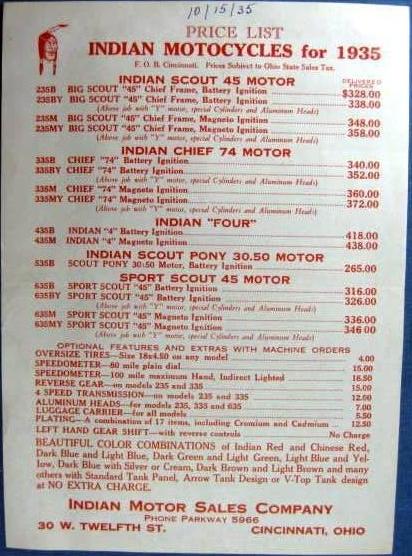 10/15/35
PRICE LIST
INDIAN MOTOCYCLES for 1935
F. O. B. Cincinnati. Prices Subject to Ohio State Sales Tax.
INDIAN SCOUT 45 MOTOR
DELIVERED PRICES
235B BIG SCOUT "45" Chief Frame, Battery Ignition $328.00
235BY BIG SCOUT "45" Chief Frame, Battery Ignition 338.00
(Above job with "Y" motor, special Cylinders and Aluminum Heads)
235M BIG SCOUT "45" Chief Frame, Magneto Ignition 348.00
235MY BIG SCOUT "45" Chief Frame, Magneto Ignition 358.00
(Above job with "Y" motor, special Cylinders and Aluminum Heads)
INDIAN CHIEF 74 MOTOR
335B CHIEF "74" Battery Ignition 340.00
335BY CHIEF "74" Battery Ignition 352.00
(Above job with "Y" motor, special Cylinders and Aluminum Heads)
335M CHIEF "74" Magneto Ignition 360.00
335MY CHIEF "74" Magneto Ignition 372.00
(Above job with "Y" motor, special Cylinders and Aluminum Heads)
INDIAN "FOUR"
435B INDIAN "4" Battery Ignition 418.00
435M INDIAN "4" Magneto Ignition 438.00
INDIAN SCOUT PONY 30.50 MOTOR
535B SCOUT PONY 30:50 Motor, Battery Ignition 265.00
SPORT SCOUT 45 MOTOR
635B SPORT SCOUT "45" Battery Ignition 316.00
635BY SPORT SCOUT "45" Battery Ignition 326.00
(Above job with "Y" motor, special Cylinders and Aluminum Heads)
635M SPORT SCOUT "45" Magneto Ignition 336.00
635MY SPORT SCOUT "45" Magneto Ignition 346 00
(Above job with "Y" motor, special Cylinders and Aluminum Heads)
OPTIONAL FEATURES AND EXTRAS WITH MACHINE ORDERS
OVERSIZE TIRES—Size 18x4.50 on any model 4.00
SPEEDOMETER—80 mile plain dial 15.00
SPEEDOMETER—100 mile maximum Hand, Indirect Lighted 16.50
REVERSE GEAR—on models 235 and 335 15.00
4 SPEED TRANSMISSION—on models 235 and 335 12.00
ALUMINUM HEADS—for models 235, 335 and 635 7.00
LUGGAGE CARRIER—for all models 5.50
PLATING—A combination of 17 items, including Cromium and Cadmium 12.50
LEFT HAND GEAR SHIFT—with reverse controls No Charge
BEAUTIFUL COLOR COMBINATIONS of Indian Red and Chinese Red,
Dark Blue and Light Blue, Dark Green and Light Green, Light Blue and Yel-
low, Dark Blue with Silver or Cream, Dark Brown and Light Brown and many
others with Standard Tank Panel, Arrow Tank Design or V-Top Tank design
at NO EXTRA CHARGE.
INDIAN MOTOR SALES COMPANY
PHONE PARKWAY 5966
30 W. TWELFTH ST. CINCINNATI, OHIO